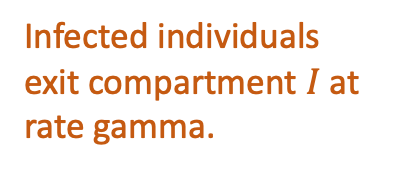 Infected individuals
exit compartment I at
rate gamma.